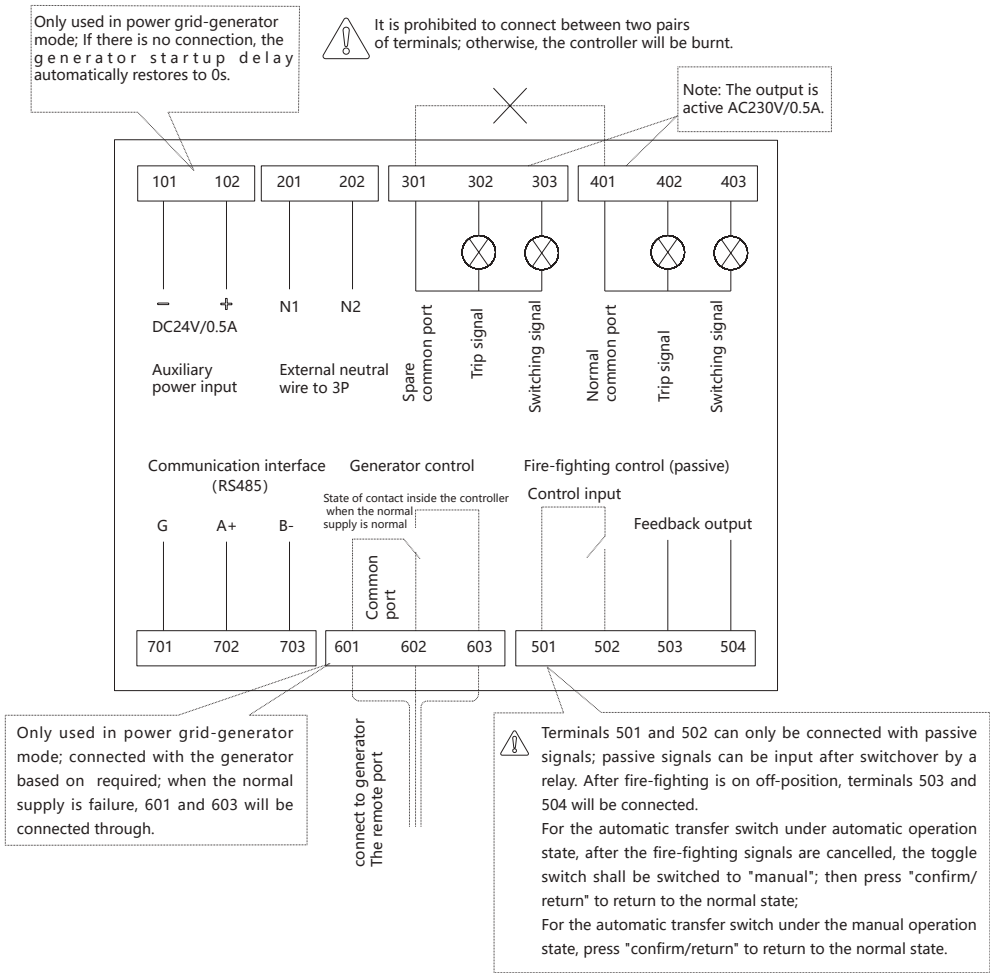 Only used in power grid-generator
mode; If there is no connection, the
generator startup delay
automatically restores to 0s.
It is prohibited to connect between two pairs
of terminals; otherwise, the controller will be burnt.
Note: The output is
active AC230V/0.5A.
101 102 201 202 301 302 303 401 402 403
− +
DC24V/0.5A
N1 N2
Auxiliary
power input
External neutral
wire to 3P
Spare
common port
Trip signal
Switching signal
Normal
common port
Trip signal
Switching signal
Communication interface
(RS485)
G A+ B-
Generator control
State of contact inside the controller
when the normal
supply is normal
Common
port
Fire-fighting control (passive)
Control input
Feedback output
701 702 703 601 602 603 501 502 503 504
Only used in power grid-generator
mode; connected with the generator
based on required; when the normal
supply is failure, 601 and 603 will be
connected through.
connect to generator
The remote port
Terminals 501 and 502 can only be connected with passive
signals; passive signals can be input after switchover by a
relay. After fire-fighting is on off-position, terminals 503 and
504 will be connected.
For the automatic transfer switch under automatic operation
state, after the fire-fighting signals are cancelled, the toggle
switch shall be switched to "manual"; then press "confirm/
return" to return to the normal state;
For the automatic transfer switch under the manual operation
state, press "confirm/return" to return to the normal state.